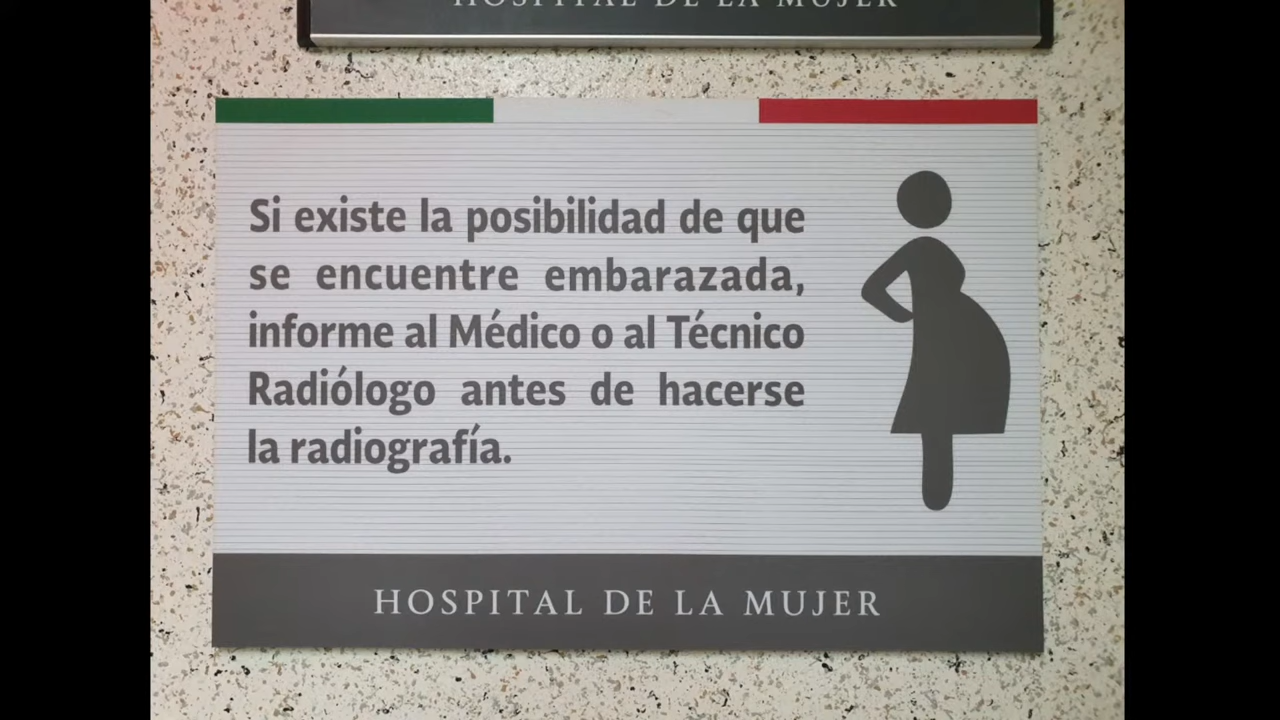 HOSPITAL DE LA MUJER
Si existe la posibilidad de que
se encuentre embarazada,
informe al Médico o al Técnico
Radiólogo antes de hacerse
la radiografía.
HOSPITAL DE LA MUJER